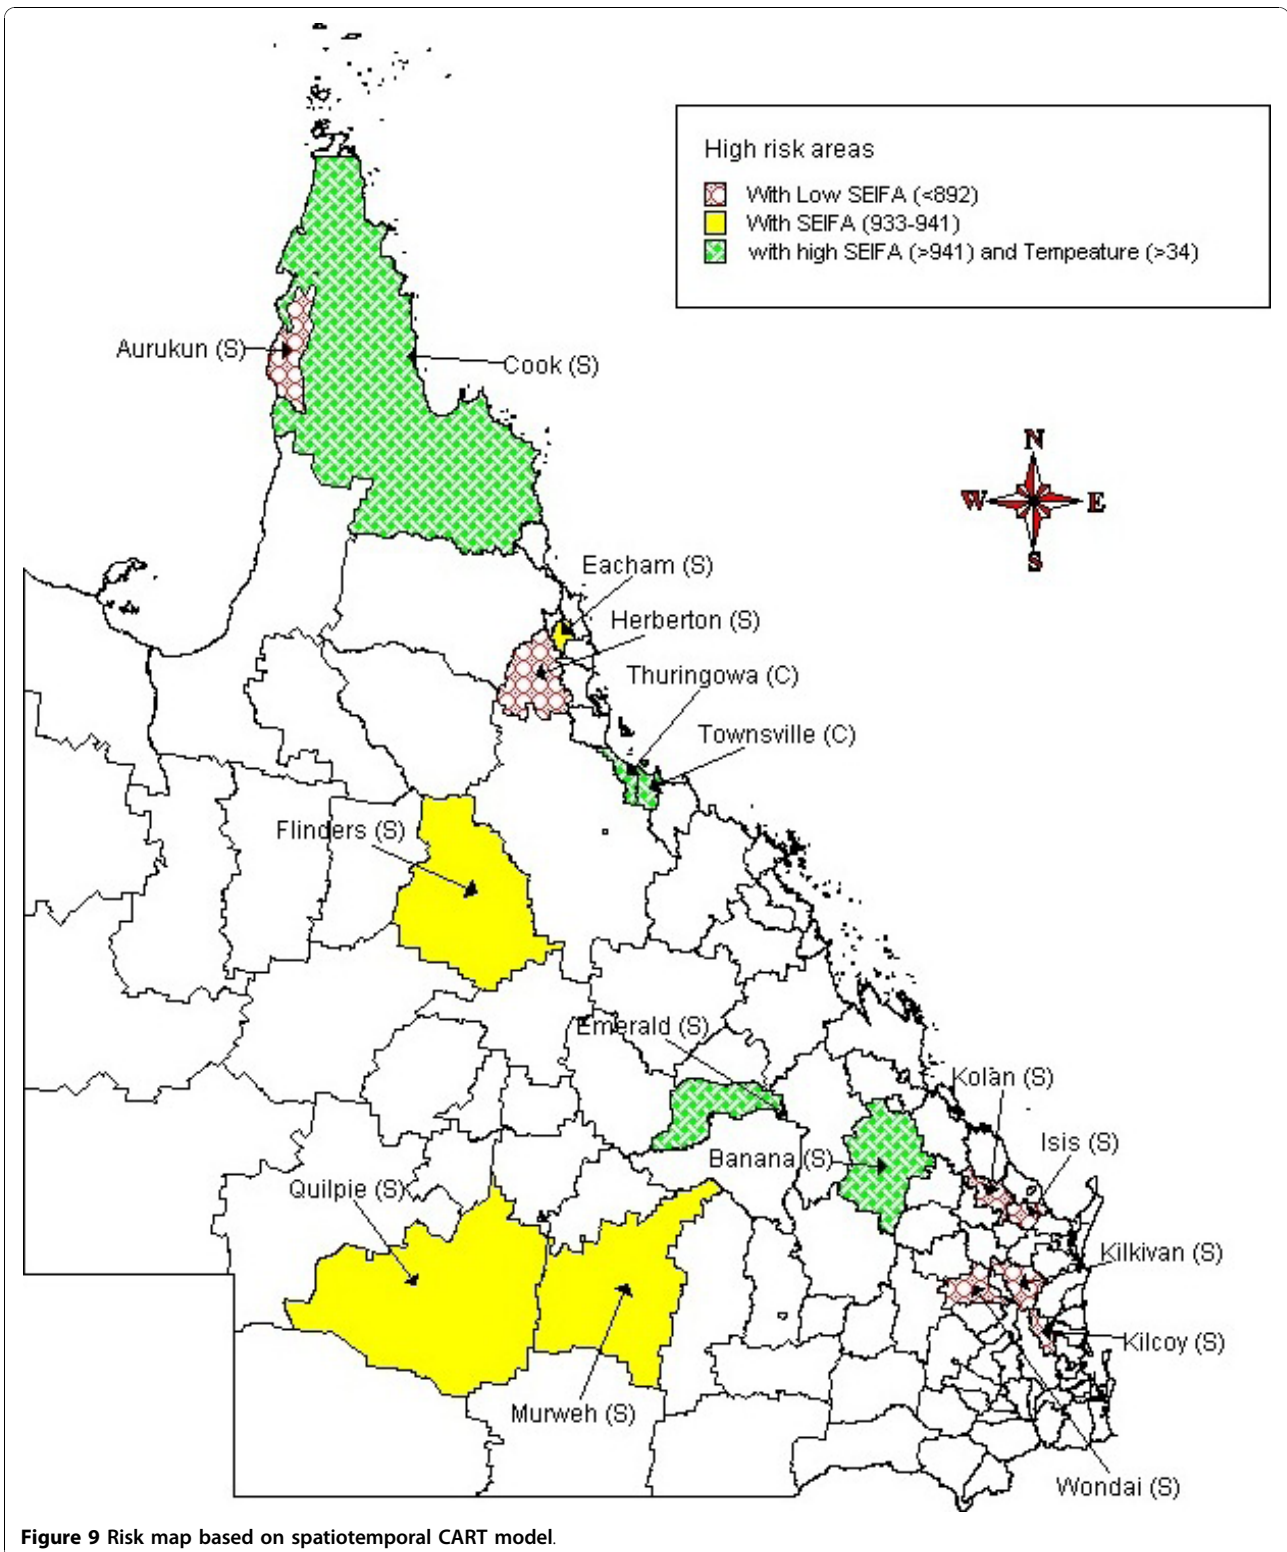 High risk areas
With Low SEIFA (<892)
With SEIFA (933-941)
with high SEIFA (>941) and Tempeature (>34)
Aurukun (S)
Cook (S)
N
W
E
S
Eacham (S)
Herberton (S)
Thuringowa (C)
Townsville (C)
Flinders (S)
Emerald (S)
Kolan (S)
Isis (S)
Banana (S)
Quilpie (S)
Kilkivan (S)
Kilcoy (S)
Murweh (S)
Wondai (S)
Figure 9 Risk map based on spatiotemporal CART model.